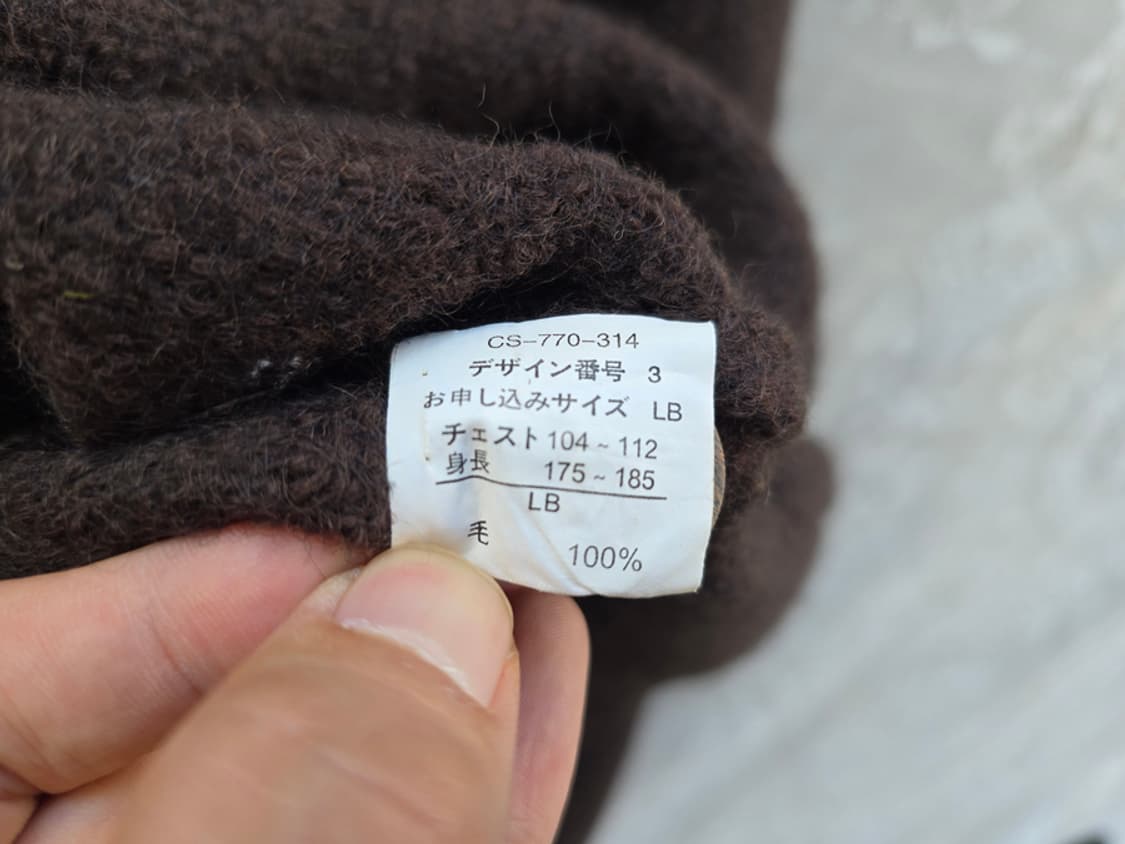 CS-770-314
デザイン番号 3
お申し込みサイズ LB
チェスト 104~112
身長 175~185
LB
毛 100%